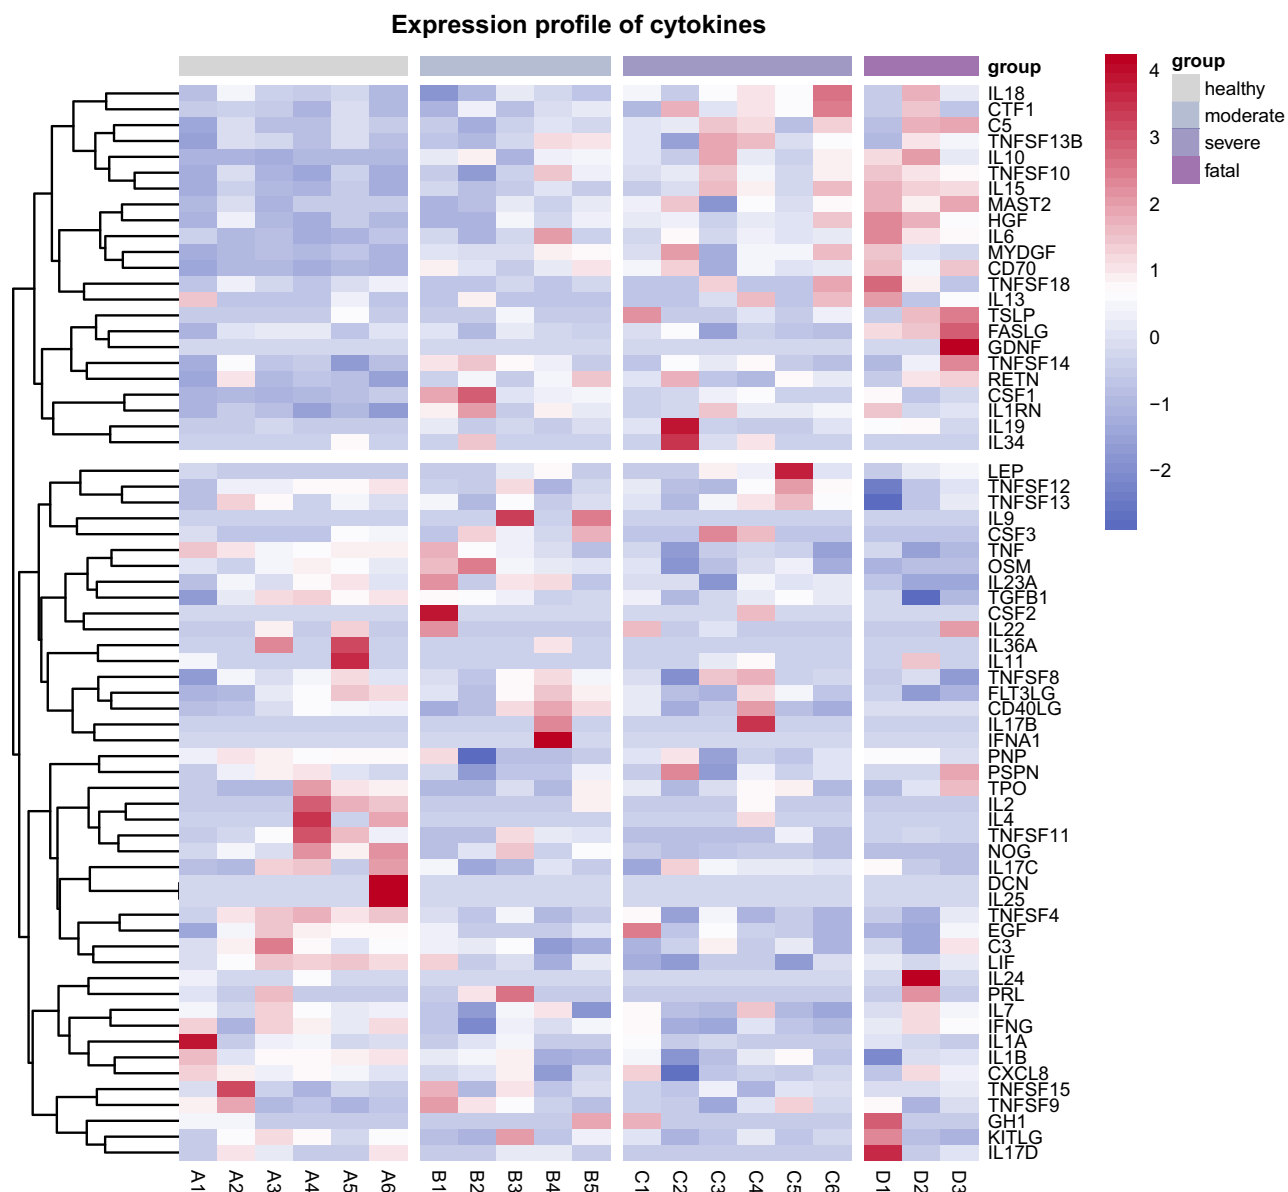 Expression profile of cytokines
group
IL18
CTF1
C5
TNFSF13B
IL10
TNFSF10
IL15
MAST2
HGF
IL6
MYDGF
CD70
TNFSF18
IL13
TSLP
FASLG
GDNF
TNFSF14
RETN
CSF1
IL1RN
IL19
IL34
LEP
TNFSF12
TNFSF13
IL9
CSF3
TNF
OSM
IL23A
TGFB1
CSF2
IL22
IL36A
IL11
TNFSF8
FLT3LG
CD40LG
IL17B
IFNA1
PNP
PSPN
TPO
IL2
IL4
TNFSF11
NOG
IL17C
DCN
IL25
TNFSF4
EGF
C3
LIF
IL24
PRL
IL7
IFNG
IL1A
IL1B
CXCL8
TNFSF15
TNFSF9
GH1
KITLG
IL17D
A1 A2 A3 A4 A5 A6 B1 B2 B3 B4 B5 C1 C2 C3 C4 C5 C6 D1 D2 D3
4
3
2
1
0
−1
−2
group
healthy
moderate
severe
fatal